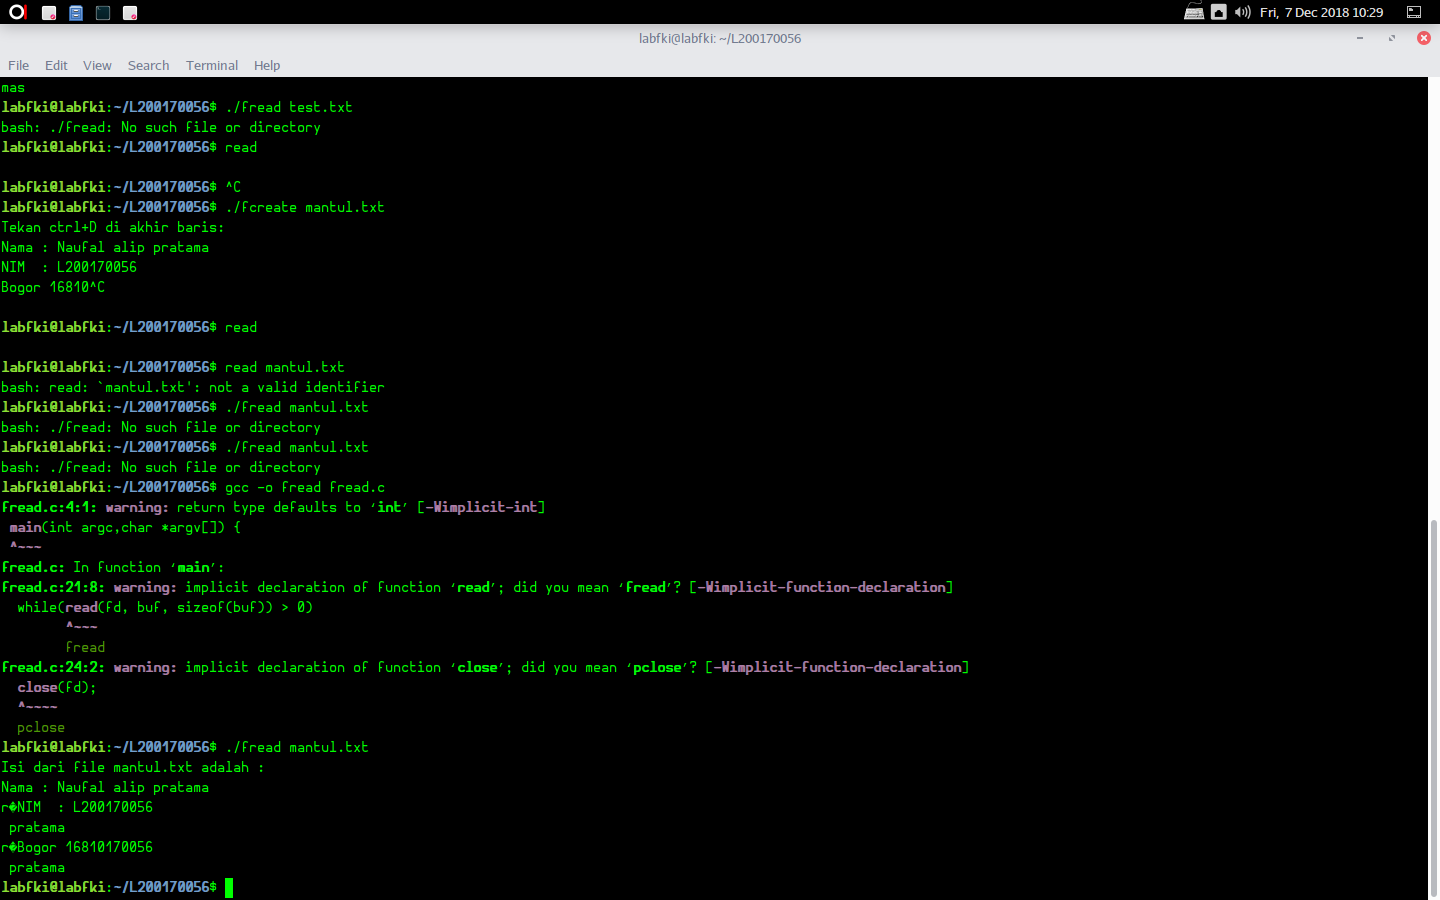 Fri, 7 Dec 2018 10:29
labfki@labfki: ~/L200170056
File Edit View Search Terminal Help
mas
labfki@labfki:~/L200170056$ ./fread test.txt
bash: ./fread: No such file or directory
labfki@labfki:~/L200170056$ read
labfki@labfki:~/L200170056$ ^C
labfki@labfki:~/L200170056$ ./fcreate mantul.txt
Tekan ctrl+D di akhir baris:
Nama : Naufal alip pratama
NIM  : L200170056
Bogor 16810^C
labfki@labfki:~/L200170056$ read
labfki@labfki:~/L200170056$ read mantul.txt
bash: read: `mantul.txt': not a valid identifier
labfki@labfki:~/L200170056$ ./fread mantul.txt
bash: ./fread: No such file or directory
labfki@labfki:~/L200170056$ ./fread mantul.txt
bash: ./fread: No such file or directory
labfki@labfki:~/L200170056$ gcc -o fread fread.c
fread.c:4:1: warning: return type defaults to ‘int’ [-Wimplicit-int]
 main(int argc,char *argv[]) {
 ^~~~
fread.c: In function ‘main’:
fread.c:21:8: warning: implicit declaration of function ‘read’; did you mean ‘fread’? [-Wimplicit-function-declaration]
  while(read(fd, buf, sizeof(buf)) > 0)
        ^~~~
        fread
fread.c:24:2: warning: implicit declaration of function ‘close’; did you mean ‘pclose’? [-Wimplicit-function-declaration]
  close(fd);
  ^~~~~
  pclose
labfki@labfki:~/L200170056$ ./fread mantul.txt
Isi dari file mantul.txt adalah :
Nama : Naufal alip pratama
r�NIM  : L200170056
 pratama
r�Bogor 16810170056
 pratama
labfki@labfki:~/L200170056$